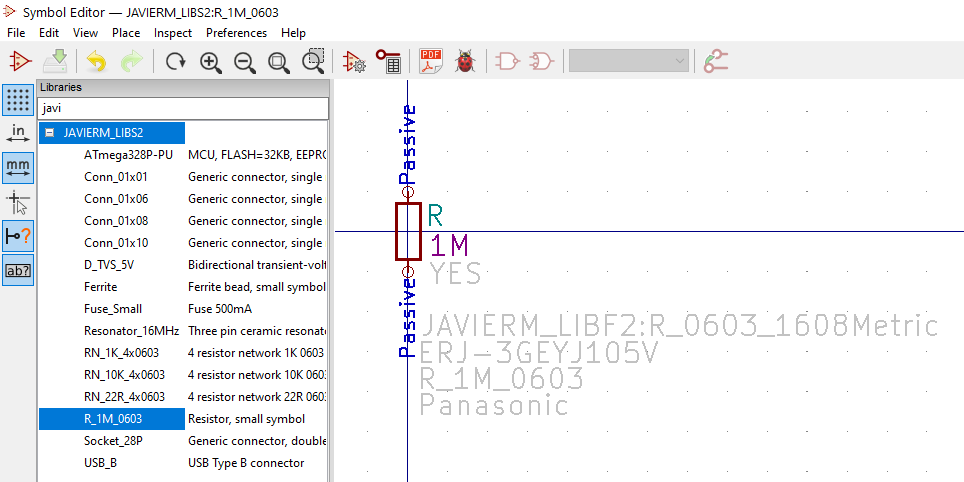 Symbol Editor — JAVIERM_LIBS2:R_1M_0603
File Edit View Place Inspect Preferences Help
PDF
Libraries
in
javi
mm
JAVIERM_LIBS2
ATmega328P-PU MCU, FLASH=32KB, EEPRO
Conn_01x01 Generic connector, single
Conn_01x06 Generic connector, single
Conn_01x08 Generic connector, single
Conn_01x10 Generic connector, single
D_TVS_5V Bidirectional transient-volt
Ferrite Ferrite bead, small symbol
Fuse_Small Fuse 500mA
Resonator_16MHz Three pin ceramic resonat
RN_1K_4x0603 4 resistor network 1K 0603
RN_10K_4x0603 4 resistor network 10K 060
RN_22R_4x0603 4 resistor network 22R 060
R_1M_0603 Resistor, small symbol
Socket_28P Generic connector, double
USB_B USB Type B connector
?
ab?
Passive
R
1M
YES
Passive
JAVIERM_LIBF2:R_0603_1608Metric
ERJ-3GEYJ105V
R_1M_0603
Panasonic